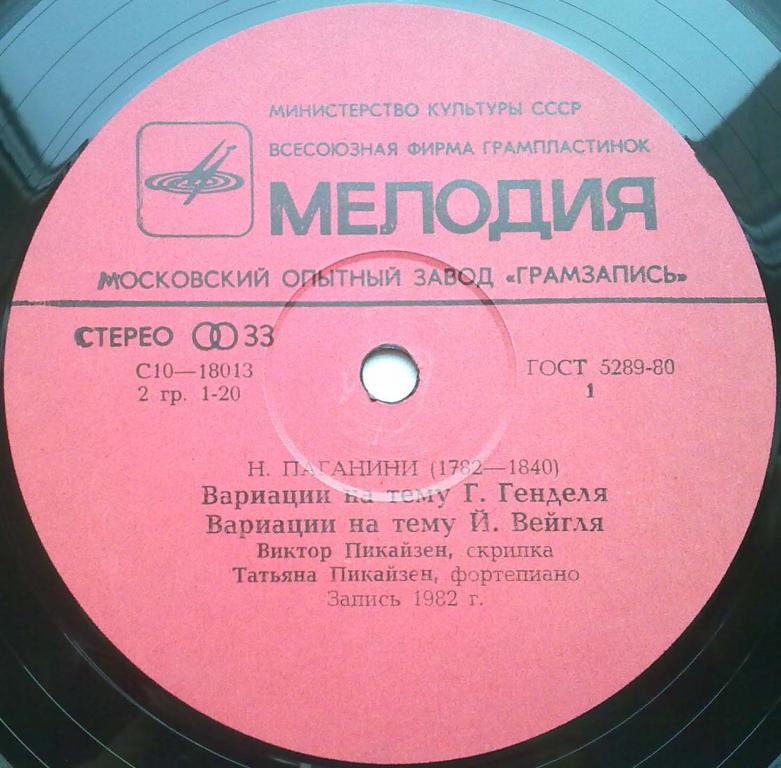 МИНИСТЕРСТВО КУЛЬТУРЫ СССР
ВСЕСОЮЗНАЯ ФИРМА ГРАМПЛАСТИНОК
МЕЛОДИЯ
МОСКОВСКИЙ ОПЫТНЫЙ ЗАВОД «ГРАМЗАПИСЬ»
СТЕРЕО 33
С10—18013
ГОСТ 5289-80
2 гр. 1-20
1
Н. ПАГАНИНИ (1782—1840)
Вариации на тему Г. Генделя
Вариации на тему Й. Вейгля
Виктор Пикайзен, скрипка
Татьяна Пикайзен, фортепиано
Запись 1982 г.